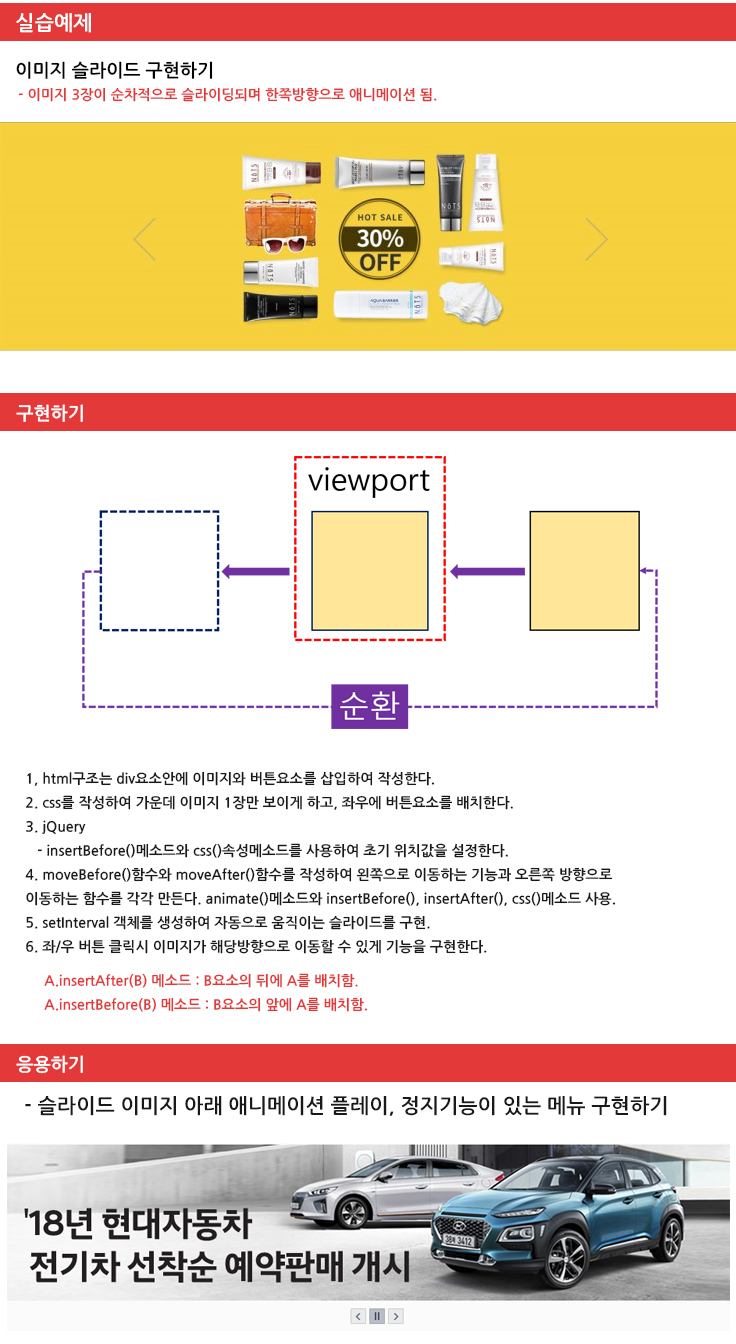 실습예제
이미지 슬라이드 구현하기
- 이미지 3장이 순차적으로 슬라이딩되며 한쪽방향으로 애니메이션 됨.
NôTS
NôTS
NôTS
HOT SALE
30%
OFF
NôTS
NôTS
AQUA BARRIER
NôTS
구현하기
viewport
순환
1, html구조는 div요소안에 이미지와 버튼요소를 삽입하여 작성한다.
2. css를 작성하여 가운데 이미지 1장만 보이게 하고, 좌우에 버튼요소를 배치한다.
3. jQuery
- insertBefore()메소드와 css()속성메소드를 사용하여 초기 위치값을 설정한다.
4. moveBefore()함수와 moveAfter()함수를 작성하여 왼쪽으로 이동하는 기능과 오른쪽 방향으로
이동하는 함수를 각각 만든다. animate()메소드와 insertBefore(), insertAfter(), css()메소드 사용.
5. setInterval 객체를 생성하여 자동으로 움직이는 슬라이드를 구현.
6. 좌/우 버튼 클릭시 이미지가 해당방향으로 이동할 수 있게 기능을 구현한다.
A.insertAfter(B) 메소드 : B요소의 뒤에 A를 배치함.
A.insertBefore(B) 메소드 : B요소의 앞에 A를 배치함.
응용하기
- 슬라이드 이미지 아래 애니메이션 플레이, 정지기능이 있는 메뉴 구현하기
'18년 현대자동차
전기차 선착순 예약판매 개시
3412